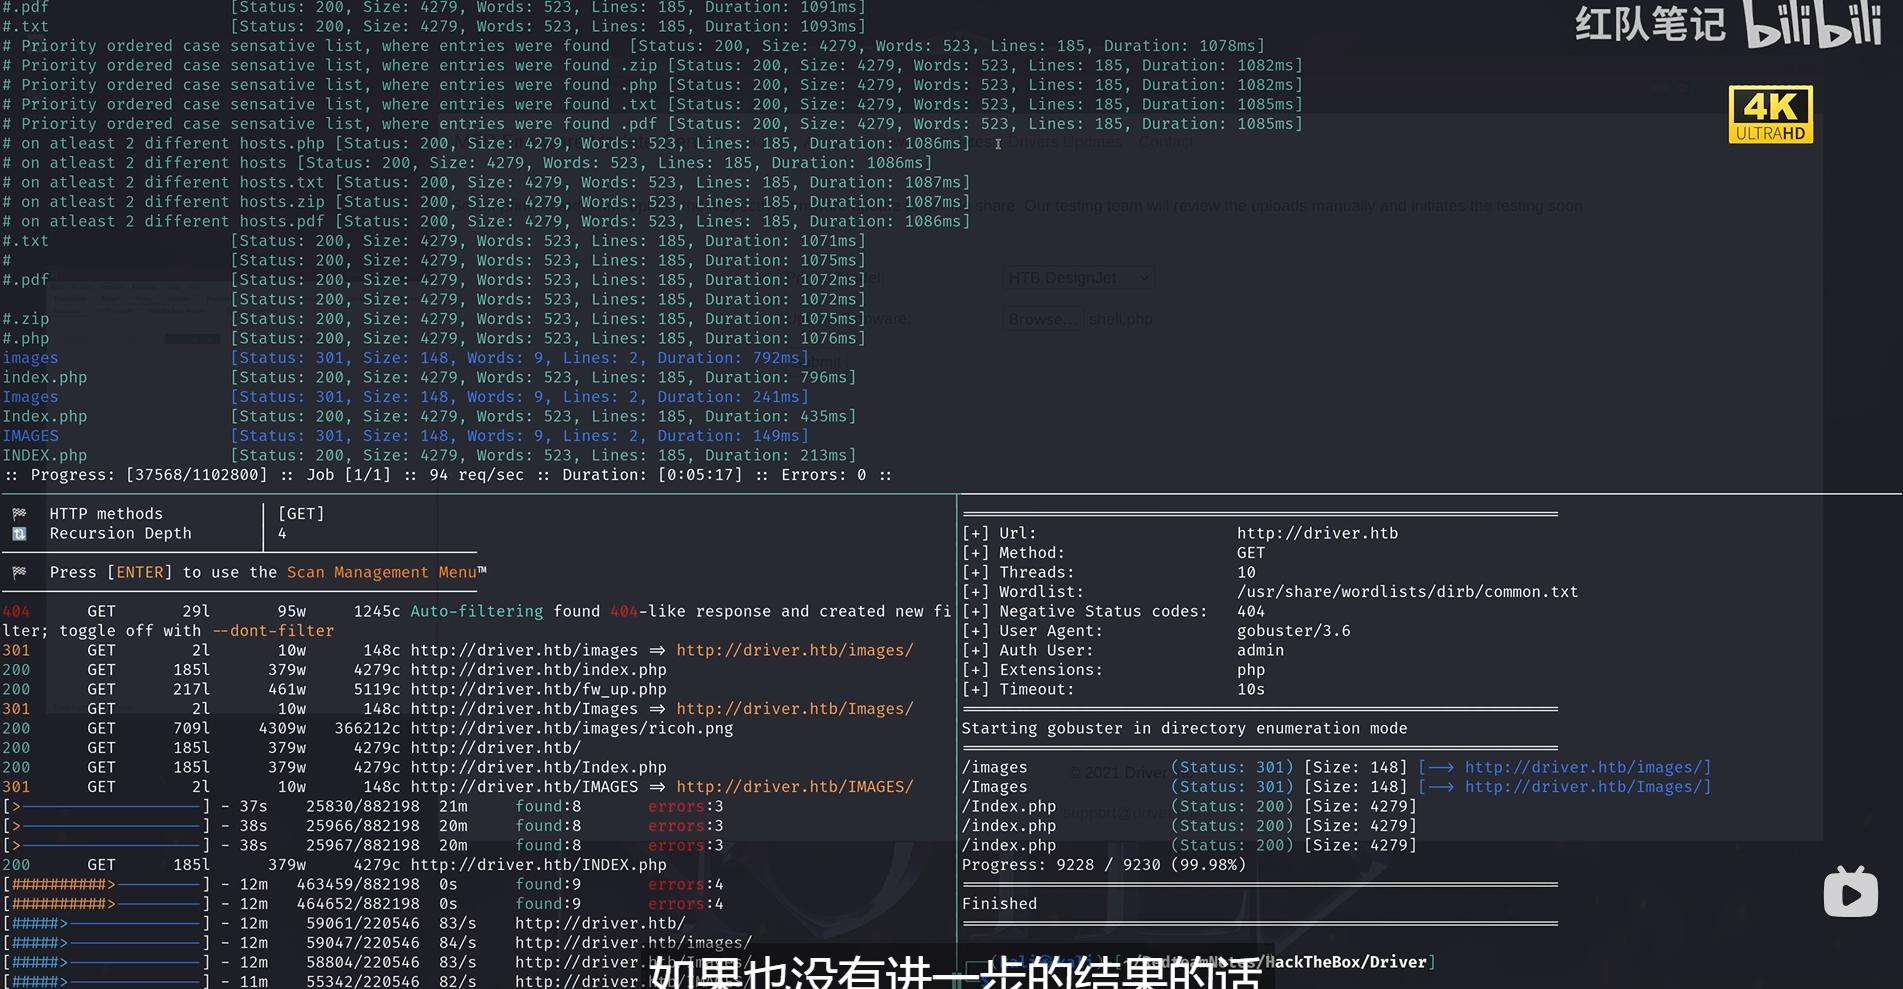 #.pdf [Status: 200, Size: 4279, Words: 523, Lines: 185, Duration: 1091ms]
#.txt [Status: 200, Size: 4279, Words: 523, Lines: 185, Duration: 1093ms]
# Priority ordered case sensative list, where entries were found [Status: 200, Size: 4279, Words: 523, Lines: 185, Duration: 1078ms]
# Priority ordered case sensative list, where entries were found .zip [Status: 200, Size: 4279, Words: 523, Lines: 185, Duration: 1082ms]
# Priority ordered case sensative list, where entries were found .php [Status: 200, Size: 4279, Words: 523, Lines: 185, Duration: 1082ms]
# Priority ordered case sensative list, where entries were found .txt [Status: 200, Size: 4279, Words: 523, Lines: 185, Duration: 1085ms]
# Priority ordered case sensative list, where entries were found .pdf [Status: 200, Size: 4279, Words: 523, Lines: 185, Duration: 1085ms]
# on atleast 2 different hosts.php [Status: 200, Size: 4279, Words: 523, Lines: 185, Duration: 1086ms]
# on atleast 2 different hosts [Status: 200, Size: 4279, Words: 523, Lines: 185, Duration: 1086ms]
# on atleast 2 different hosts.txt [Status: 200, Size: 4279, Words: 523, Lines: 185, Duration: 1087ms]
# on atleast 2 different hosts.zip [Status: 200, Size: 4279, Words: 523, Lines: 185, Duration: 1087ms]
# on atleast 2 different hosts.pdf [Status: 200, Size: 4279, Words: 523, Lines: 185, Duration: 1086ms]
#.txt [Status: 200, Size: 4279, Words: 523, Lines: 185, Duration: 1071ms]
# [Status: 200, Size: 4279, Words: 523, Lines: 185, Duration: 1075ms]
#.pdf [Status: 200, Size: 4279, Words: 523, Lines: 185, Duration: 1072ms]
[Status: 200, Size: 4279, Words: 523, Lines: 185, Duration: 1072ms]
#.zip [Status: 200, Size: 4279, Words: 523, Lines: 185, Duration: 1075ms]
#.php [Status: 200, Size: 4279, Words: 523, Lines: 185, Duration: 1076ms]
images [Status: 301, Size: 148, Words: 9, Lines: 2, Duration: 792ms]
index.php [Status: 200, Size: 4279, Words: 523, Lines: 185, Duration: 796ms]
Images [Status: 301, Size: 148, Words: 9, Lines: 2, Duration: 241ms]
Index.php [Status: 200, Size: 4279, Words: 523, Lines: 185, Duration: 435ms]
IMAGES [Status: 301, Size: 148, Words: 9, Lines: 2, Duration: 149ms]
INDEX.php [Status: 200, Size: 4279, Words: 523, Lines: 185, Duration: 213ms]
:: Progress: [37568/1102800] :: Job [1/1] :: 94 req/sec :: Duration: [0:05:17] :: Errors: 0 ::
红队笔记 bilibili
4K
ULTRAHD
Drivers Updates Contact
share. Our testing team will review the uploads manually and initiates the testing soon
HTB DesignJet
Browse... shell.php
HTTP methods │ [GET]
Recursion Depth │ 4
Press [ENTER] to use the Scan Management Menu™
404 GET 29l 95w 1245c Auto-filtering found 404-like response and created new fi
lter; toggle off with --dont-filter
301 GET 2l 10w 148c http://driver.htb/images => http://driver.htb/images/
200 GET 185l 379w 4279c http://driver.htb/index.php
200 GET 217l 461w 5119c http://driver.htb/fw_up.php
301 GET 2l 10w 148c http://driver.htb/Images => http://driver.htb/Images/
200 GET 709l 4309w 366212c http://driver.htb/images/ricoh.png
200 GET 185l 379w 4279c http://driver.htb/
200 GET 185l 379w 4279c http://driver.htb/Index.php
301 GET 2l 10w 148c http://driver.htb/IMAGES => http://driver.htb/IMAGES/
[>-------------------] - 37s 25830/882198 21m found:8 errors:3
[>-------------------] - 38s 25966/882198 20m found:8 errors:3
[>-------------------] - 38s 25967/882198 20m found:8 errors:3
200 GET 185l 379w 4279c http://driver.htb/INDEX.php
[##########>---------] - 12m 463459/882198 0s found:9 errors:4
[##########>---------] - 12m 464652/882198 0s found:9 errors:4
[#####>--------------] - 12m 59061/220546 83/s http://driver.htb/
[#####>--------------] - 12m 59047/220546 84/s http://driver.htb/images/
[#####>--------------] - 12m 58804/220546 83/s http://driver.htb/Images/
[#####>--------------] - 11m 55342/220546 82/s http://driver.htb/IMAGES/
[+] Url: http://driver.htb
[+] Method: GET
[+] Threads: 10
[+] Wordlist: /usr/share/wordlists/dirb/common.txt
[+] Negative Status codes: 404
[+] User Agent: gobuster/3.6
[+] Auth User: admin
[+] Extensions: php
[+] Timeout: 10s
Starting gobuster in directory enumeration mode
/images (Status: 301) [Size: 148] [--> http://driver.htb/images/]
/Images (Status: 301) [Size: 148] [--> http://driver.htb/Images/]
/Index.php (Status: 200) [Size: 4279]
/index.php (Status: 200) [Size: 4279]
/index.php (Status: 200) [Size: 4279]
Progress: 9228 / 9230 (99.98%)
Finished
© 2021 Driver
HackTheBox/Driver]
如果也没有进一步的结果的话